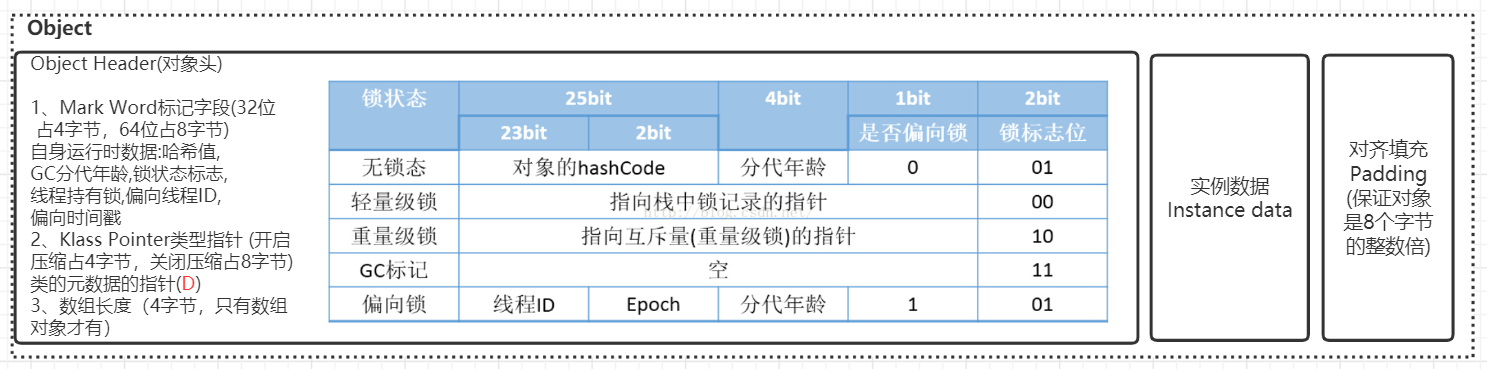 Object
Object Header(对象头)
1、Mark Word标记字段(32位
占4字节，64位占8字节)
自身运行时数据:哈希值,
GC分代年龄,锁状态标志,
线程持有锁,偏向线程ID,
偏向时间戳
2、Klass Pointer类型指针 (开启
压缩占4字节，关闭压缩占8字节)
类的元数据的指针(D)
3、数组长度（4字节，只有数组
对象才有）
锁状态 25bit 4bit 1bit 2bit
23bit 2bit 是否偏向锁 锁标志位
无锁态 对象的hashCode 分代年龄 0 01
轻量级锁 指向栈中锁记录的指针 00
http://blog.csdn.net/
重量级锁 指向互斥量(重量级锁)的指针 10
GC标记 空 11
偏向锁 线程ID Epoch 分代年龄 1 01
实例数据
Instance data
对齐填充
Padding
(保证对象
是8个字节
的整数倍)